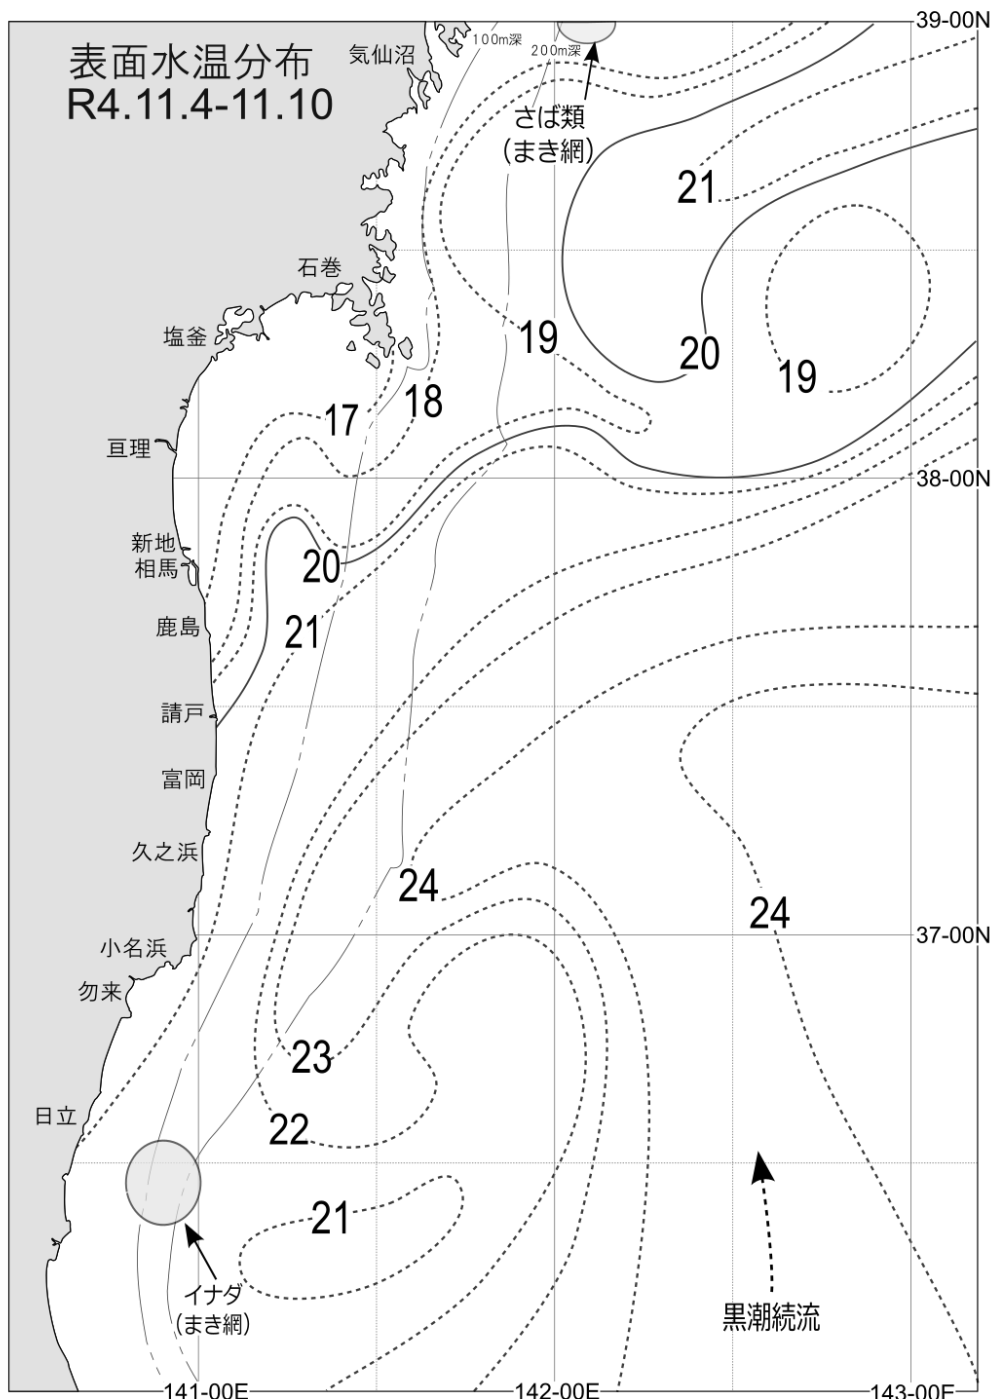 表面水温分布
R4.11.4-11.10
気仙沼
100m深
200m深
39-00N
さば類
(まき網)
21
石巻
塩釜
19
20
19
17
18
亘理
38-00N
新地
相馬
20
鹿島
21
請戸
富岡
久之浜
24
24
37-00N
小名浜
勿来
23
日立
22
21
イナダ
(まき網)
黒潮続流
141-00E
142-00E
143-00E